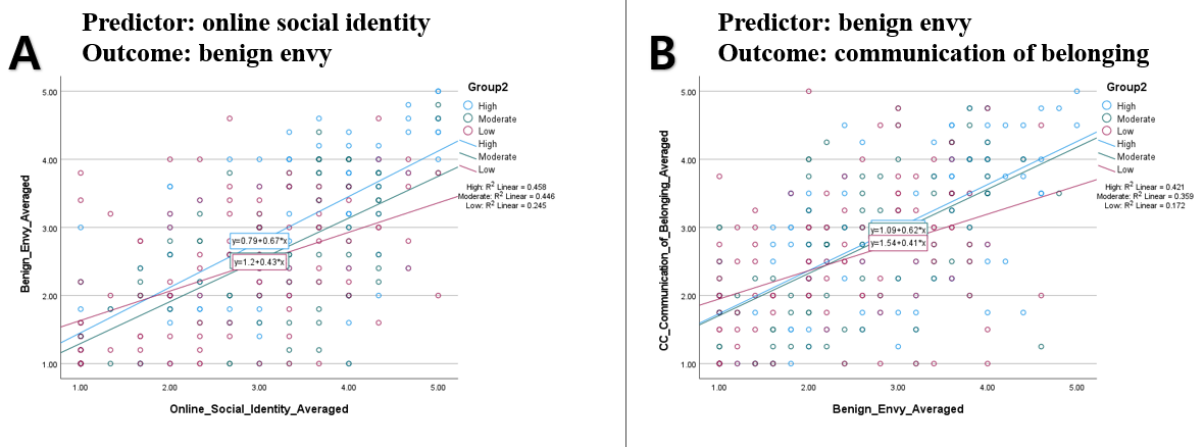 A
Predictor: online social identity
Outcome: benign envy
Benign_Envy_Averaged
5.00
4.00
3.00
2.00
1.00
y=0.79+0.67*x
y=1.2+0.43*x
1.00 2.00 3.00 4.00 5.00
Online_Social_Identity_Averaged
Group2
High
Moderate
Low
High
Moderate
Low
High: R2 Linear = 0.458
Moderate: R2 Linear = 0.446
Low: R2 Linear = 0.245
B
Predictor: benign envy
Outcome: communication of belonging
CC_Communication_of_Belonging_Averaged
5.00
4.00
3.00
2.00
1.00
y=1.09+0.62*x
y=1.54+0.41*x
1.00 2.00 3.00 4.00 5.00
Benign_Envy_Averaged
Group2
High
Moderate
Low
High
Moderate
Low
High: R2 Linear = 0.421
Moderate: R2 Linear = 0.359
Low: R2 Linear = 0.172